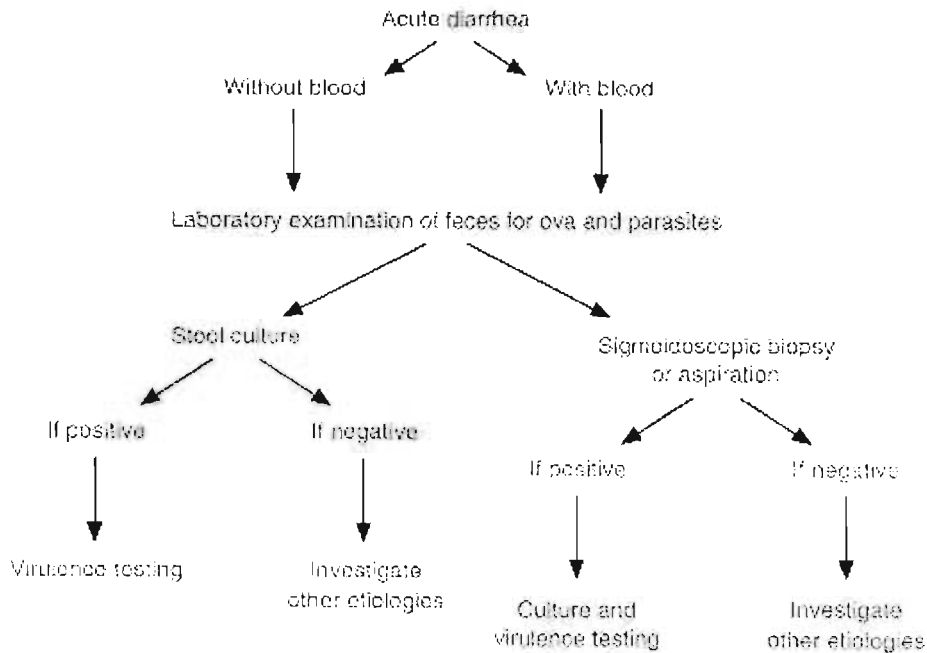 Acute diarrhea
Without blood
With blood
Laboratory examination of feces for ova and parasites
Stool culture
Sigmoidoscopic biopsy
or aspiration
If positive
If negative
If positive
If negative
Virulence testing
Investigate
other etiologies
Culture and
virulence testing
Investigate
other etiologies